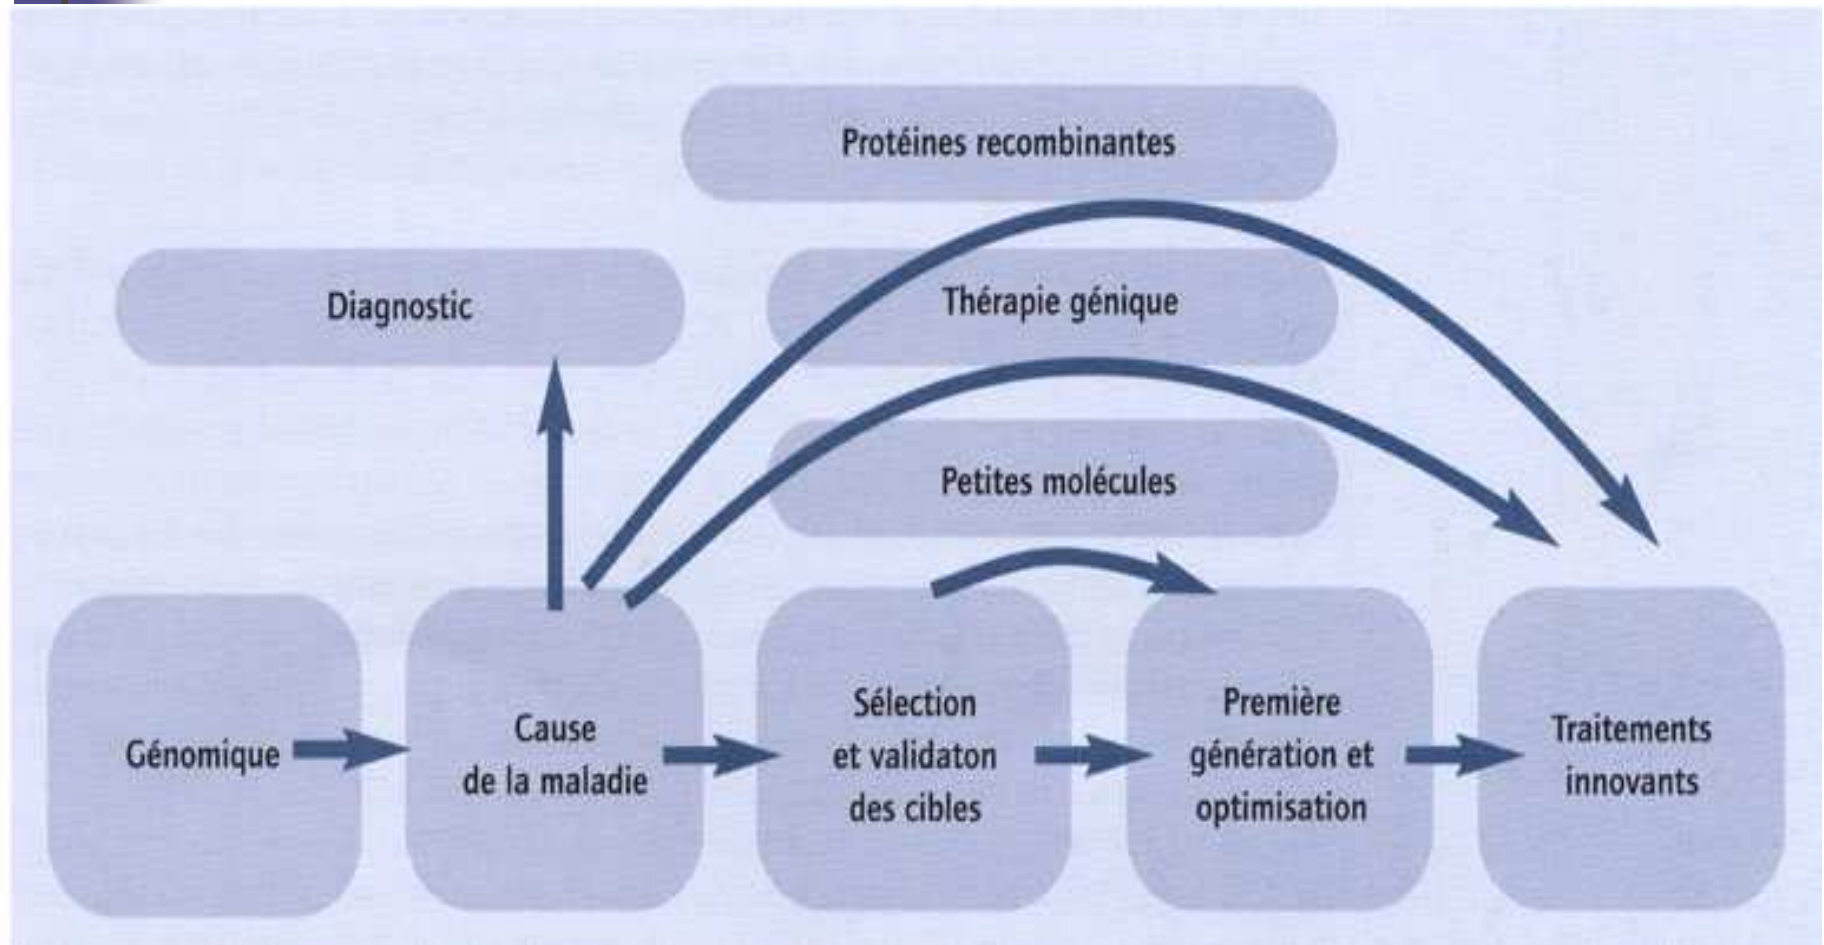 Protéines recombinantes
Diagnostic
Thérapie génique
Petites molécules
Génomique
Cause
de la maladie
Sélection
et validaton
des cibles
Première
génération et
optimisation
Traitements
innovants